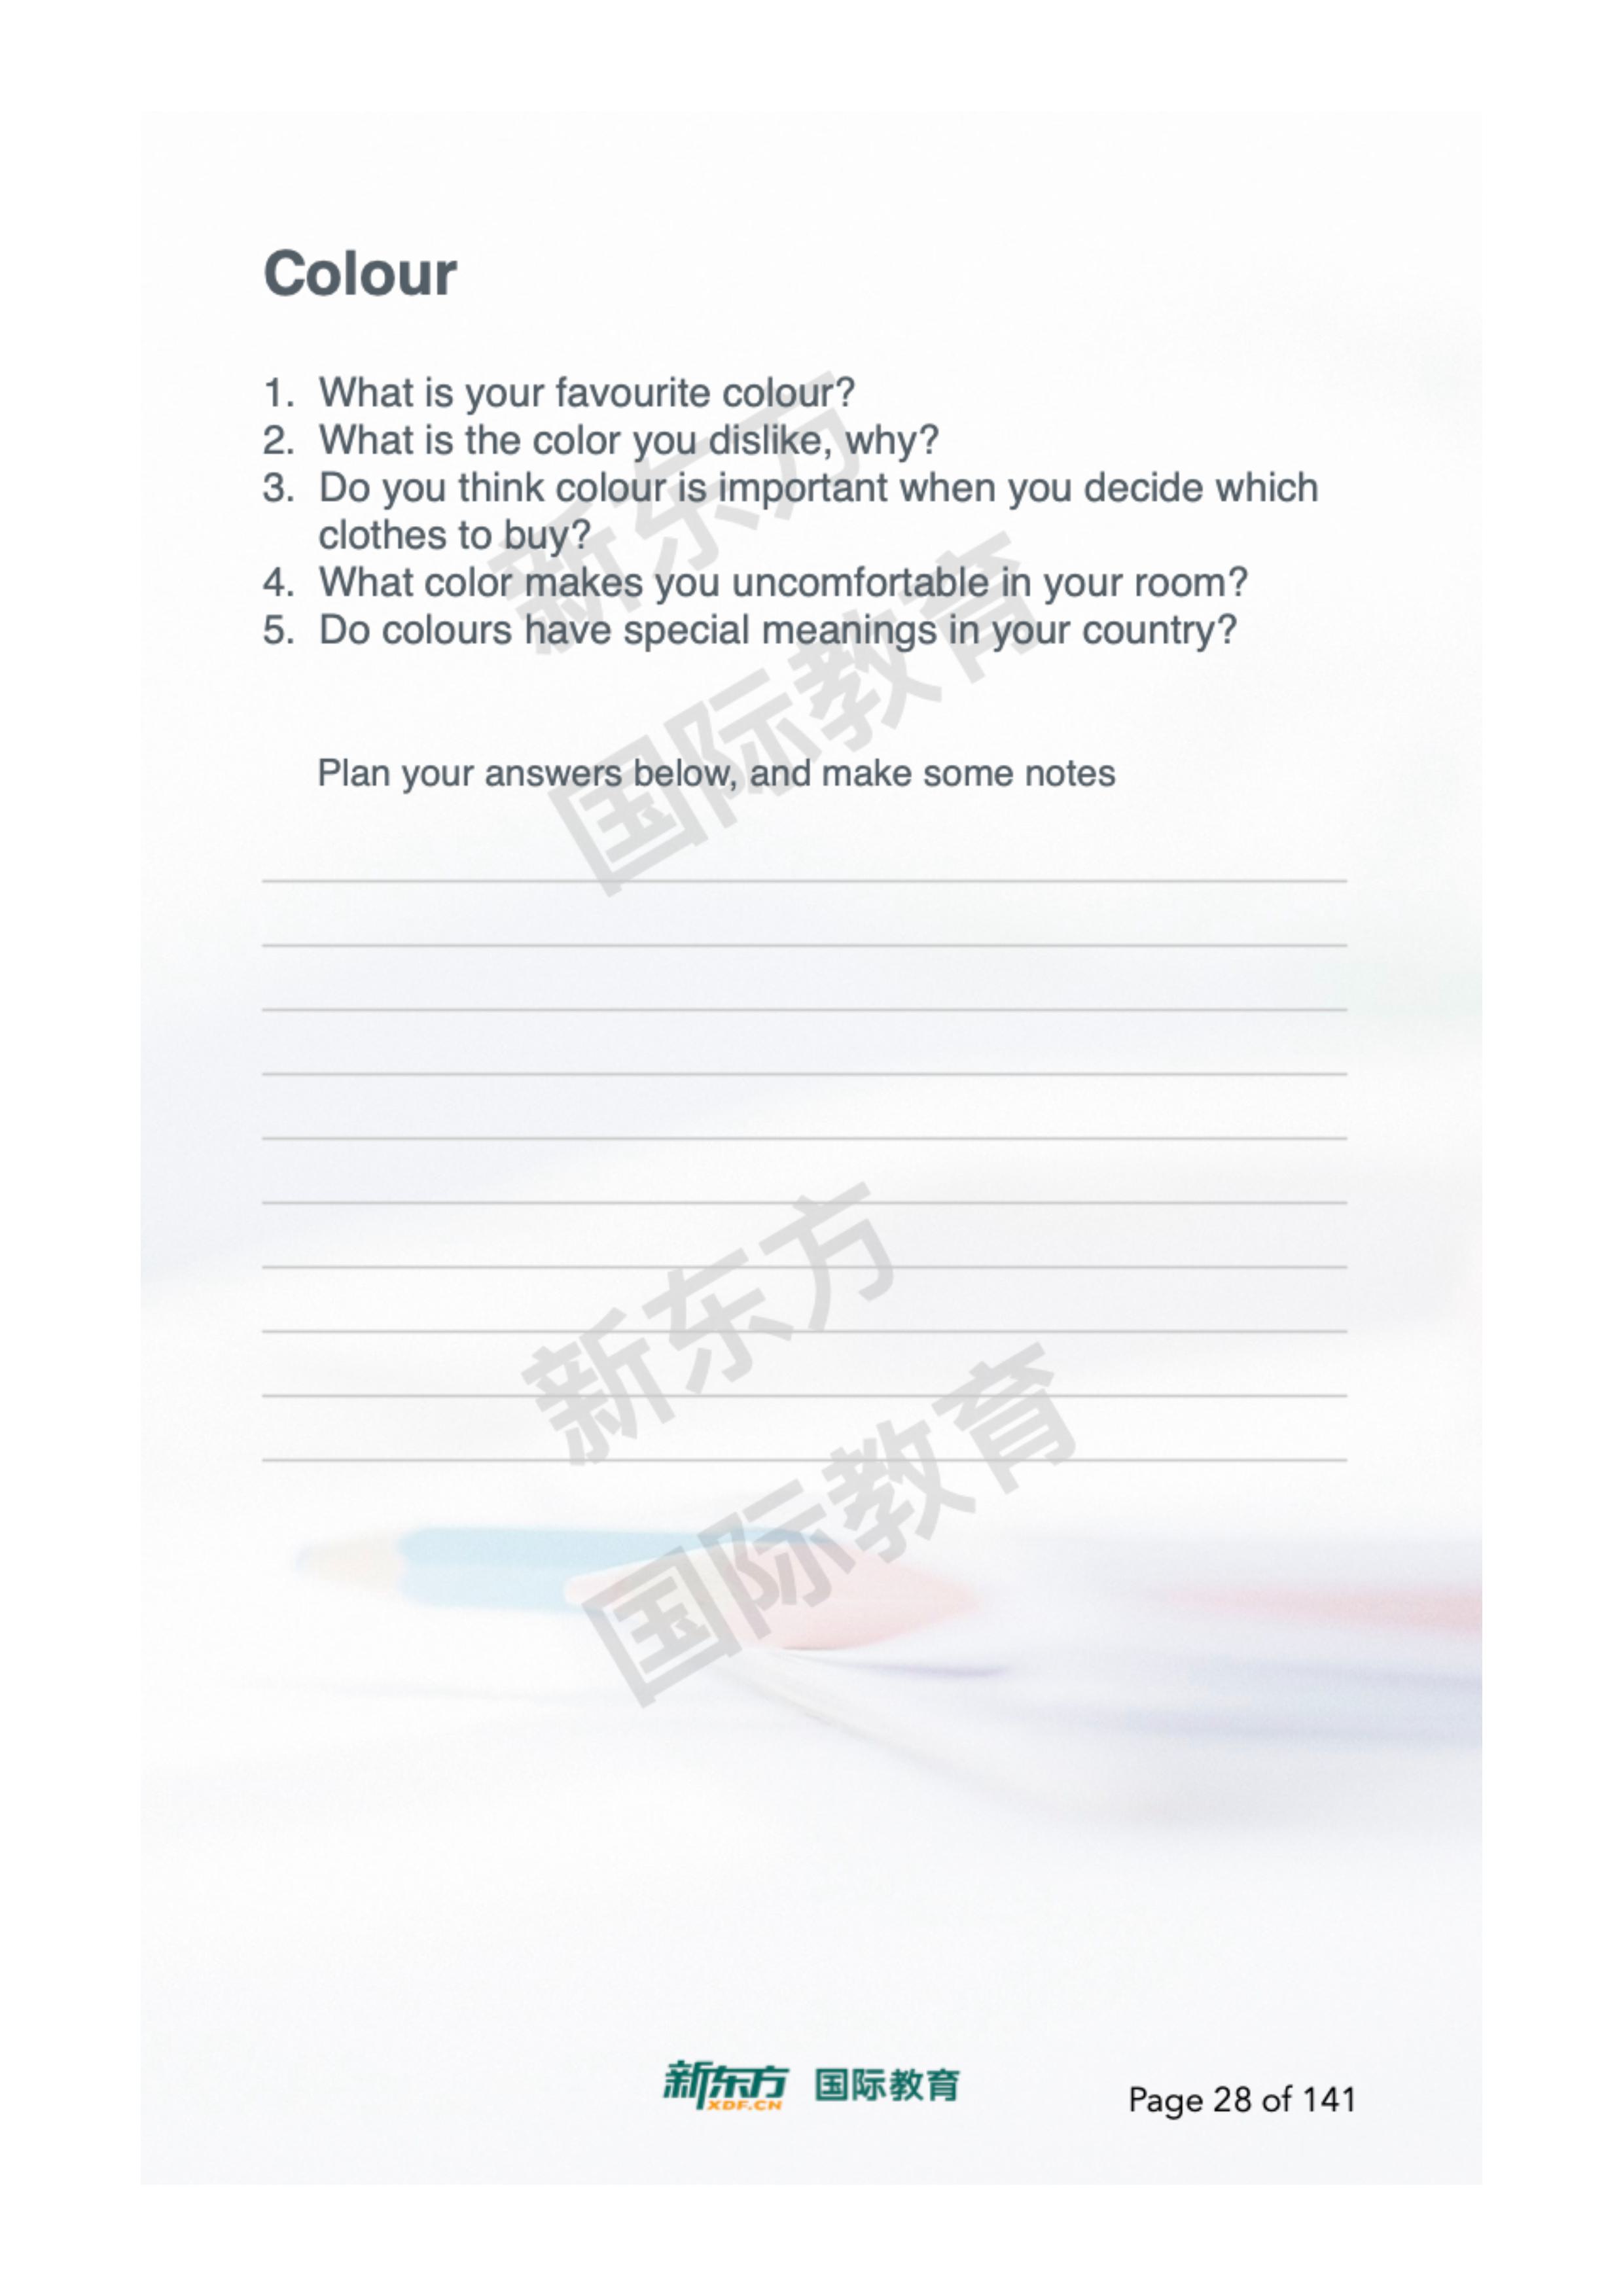 Colour
1. What is your favourite colour?
2. What is the color you dislike, why?
3. Do you think colour is important when you decide which
clothes to buy?
4. What color makes you uncomfortable in your room?
5. Do colours have special meanings in your country?
新东方
国际教育
Plan your answers below, and make some notes
新东方
国际教育
新东方 国际教育
XDF.CN
Page 28 of 141